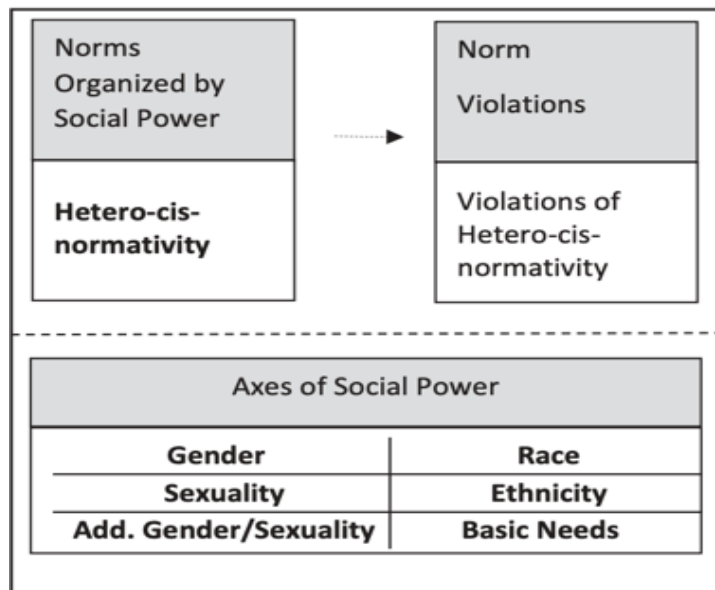 Norms
Organized by
Social Power
Hetero-cis-
normativity
Norm
Violations
Violations of
Hetero-cis-
normativity
Axes of Social Power
Gender Race
Sexuality Ethnicity
Add. Gender/Sexuality Basic Needs